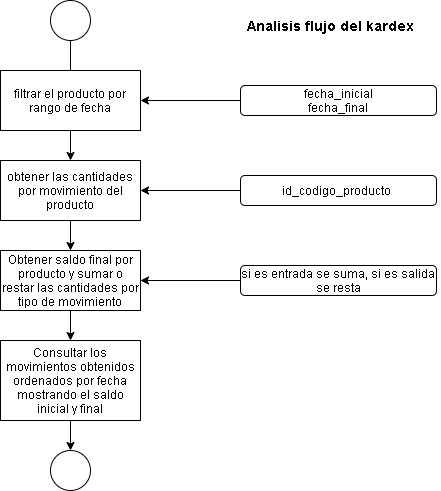 Analisis flujo del kardex
filtrar el producto por
rango de fecha
fecha_inicial
fecha_final
obtener las cantidades
por movimiento del
producto
id_codigo_producto
Obtener saldo final por
producto y sumar o
restar las cantidades por
tipo de movimiento
si es entrada se suma, si es salida
se resta
Consultar los
movimientos obtenidos
ordenados por fecha
mostrando el saldo
inicial y final